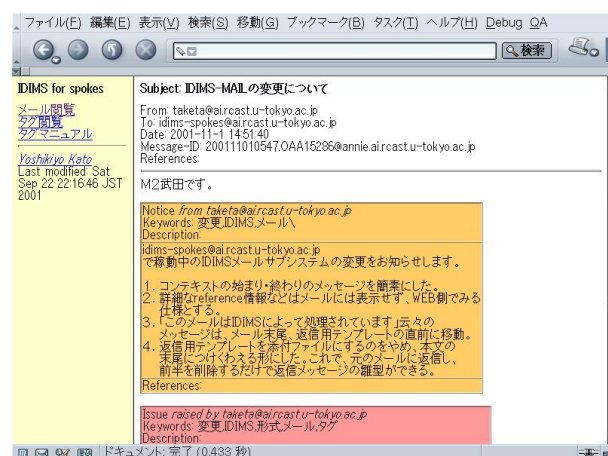 ファイル(F) 編集(E) 表示(V) 検索(S) 移動(G) ブックマーク(B) タスク(T) ヘルプ(H) Debug QA
検索
IDIMS for spokes
メール閲覧
タグ閲覧
タグマニュアル
Yoshikiyo Kato
Last modified: Sat
Sep 22 22:16:46 JST
2001
Subject: IDIMS-MAILの変更について
From: taketa@ai.rcast.u-tokyo.ac.jp
To: idims-spokes@ai.rcast.u-tokyo.ac.jp
Date: 2001-11-1 14:51:40
Message-ID: 200111010547.OAA15286@annie.ai.rcast.u-tokyo.ac.jp
References:
M2武田です。
Notice from taketa@ai.rcast.u-tokyo.ac.jp
Keywords: 変更,IDIMS,メール\
Description:
idims-spokes@ai.rcast.u-tokyo.ac.jp
で稼動中のIDIMSメールサブシステムの変更をお知らせします。
1. コンテキストの始まり・終わりのメッセージを簡素にした。
2. 詳細なreference情報などはメールには表示せず、WEB側でみる
仕様とする。
3. 「このメールはIDIMSによって処理されています」云々の
メッセージは、メール末尾、返信用テンプレートの直前に移動。
4. 返信用テンプレートを添付ファイルにするのをやめ、本文の
末尾につけくわえる形にした。これで、元のメールに返信し、
前半を削除するだけで返信メッセージの雛型ができる。
References:
Issue raised by taketa@ai.rcast.u-tokyo.ac.jp
Keywords: 変更,IDIMS,形式,メール,タグ
Description:
ドキュメント: 完了 (0.433 秒)